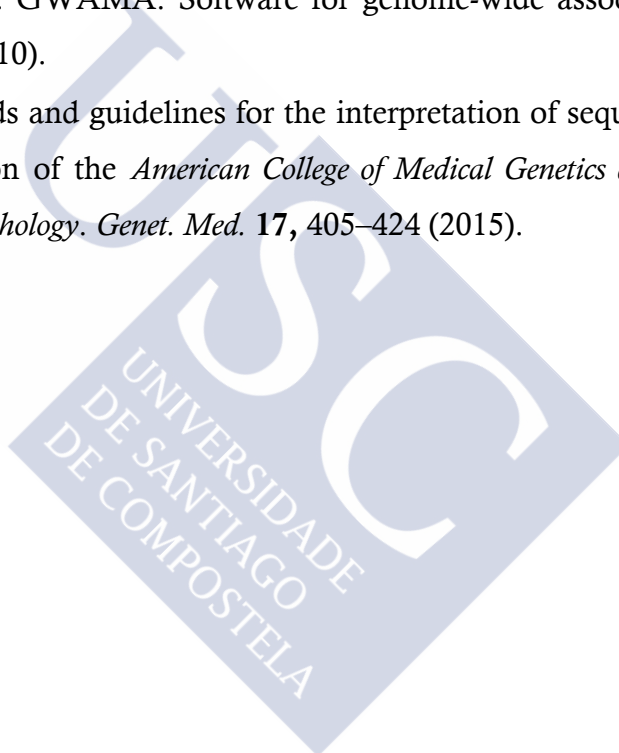 . GWAMA: Software for genome-wide asso
10).
ds and guidelines for the interpretation of sequ
on of the American College of Medical Genetics
hology. Genet. Med. 17, 405–424 (2015).
USC
UNIVERSIDADE
DE SANTIAGO
DE COMPOSTELA